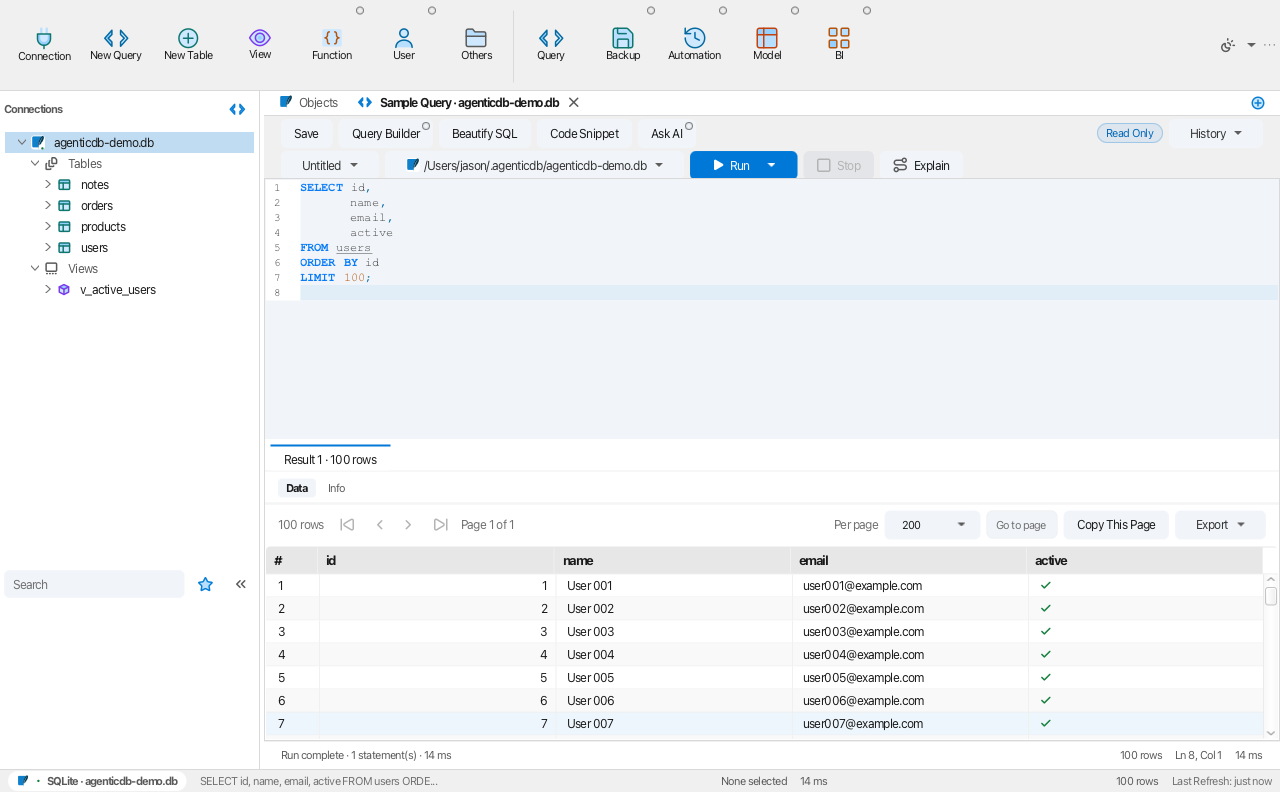 Connection
New Query
New Table
View
Function
User
Others
Query
Backup
Automation
Model
BI
Connections
agenticdb-demo.db
Tables
notes
orders
products
users
Views
v_active_users
Search
Objects
Sample Query · agenticdb-demo.db
Save
Query Builder
Beautify SQL
Code Snippet
Ask AI
Read Only
History
Untitled
/Users/jason/.agenticdb/agenticdb-demo.db
Run
Stop
Explain
1 SELECT id,
2 name,
3 email,
4 active
5 FROM users
6 ORDER BY id
7 LIMIT 100;
8
Result 1 · 100 rows
Data Info
100 rows
Page 1 of 1
Per page
200
Go to page
Copy This Page
Export
# id name email active
1 1 User 001 user001@example.com
2 2 User 002 user002@example.com
3 3 User 003 user003@example.com
4 4 User 004 user004@example.com
5 5 User 005 user005@example.com
6 6 User 006 user006@example.com
7 7 User 007 user007@example.com
Run complete · 1 statement(s) · 14 ms
100 rows Ln 8, Col 1 14 ms
SQLite · agenticdb-demo.db
SELECT id, name, email, active FROM users ORDE...
None selected 14 ms
100 rows Last Refresh: just now